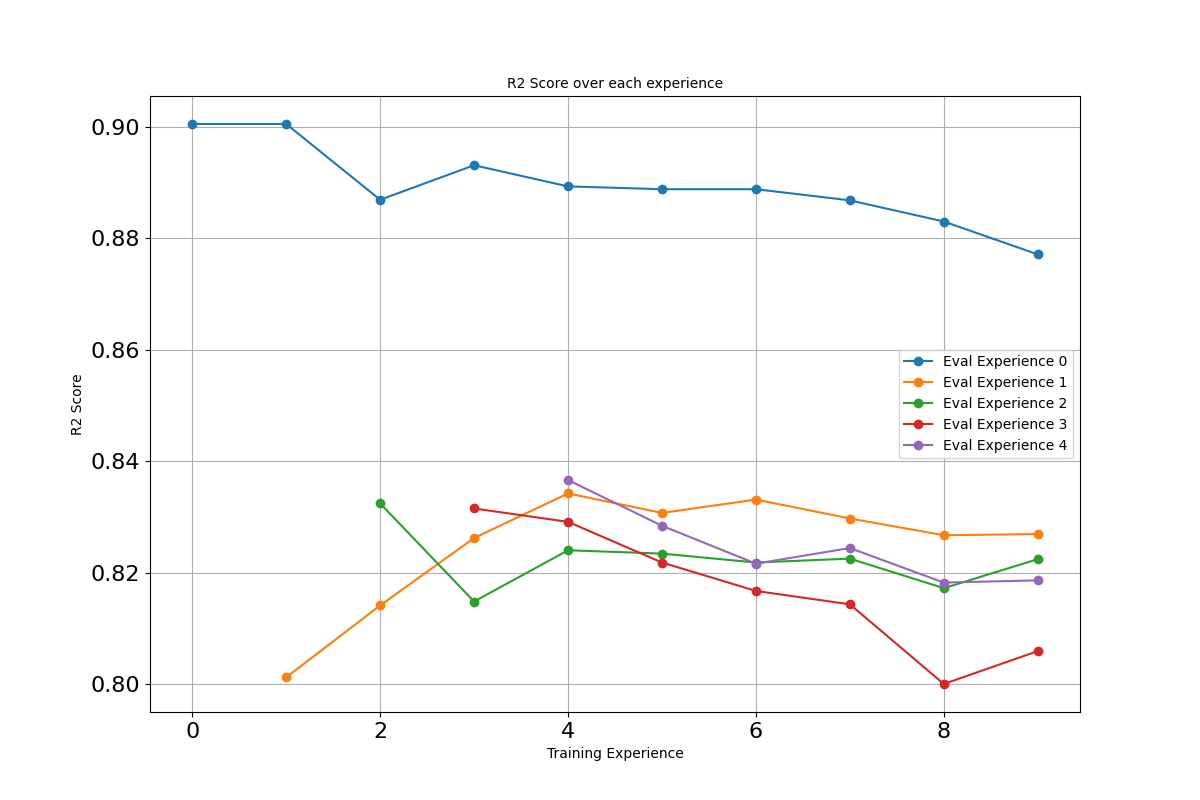 R2 Score over each experience
0.90
0.88
0.86
0.84
0.82
0.80
R2 Score
Eval Experience 0
Eval Experience 1
Eval Experience 2
Eval Experience 3
Eval Experience 4
0 2 4 6 8
Training Experience